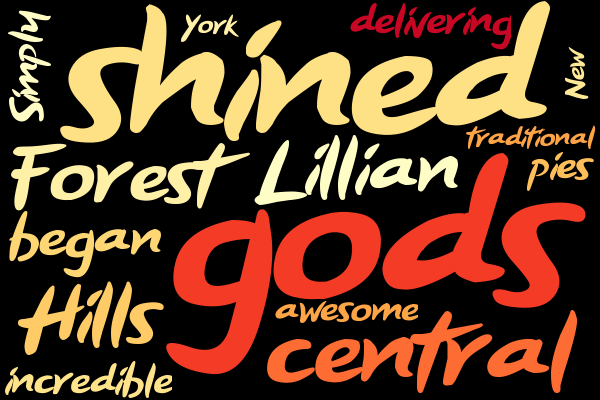 Simply
York
delivering
shined
New
traditional
Forest
Lillian
pies
began
gods
Hills
awesome
central
incredible